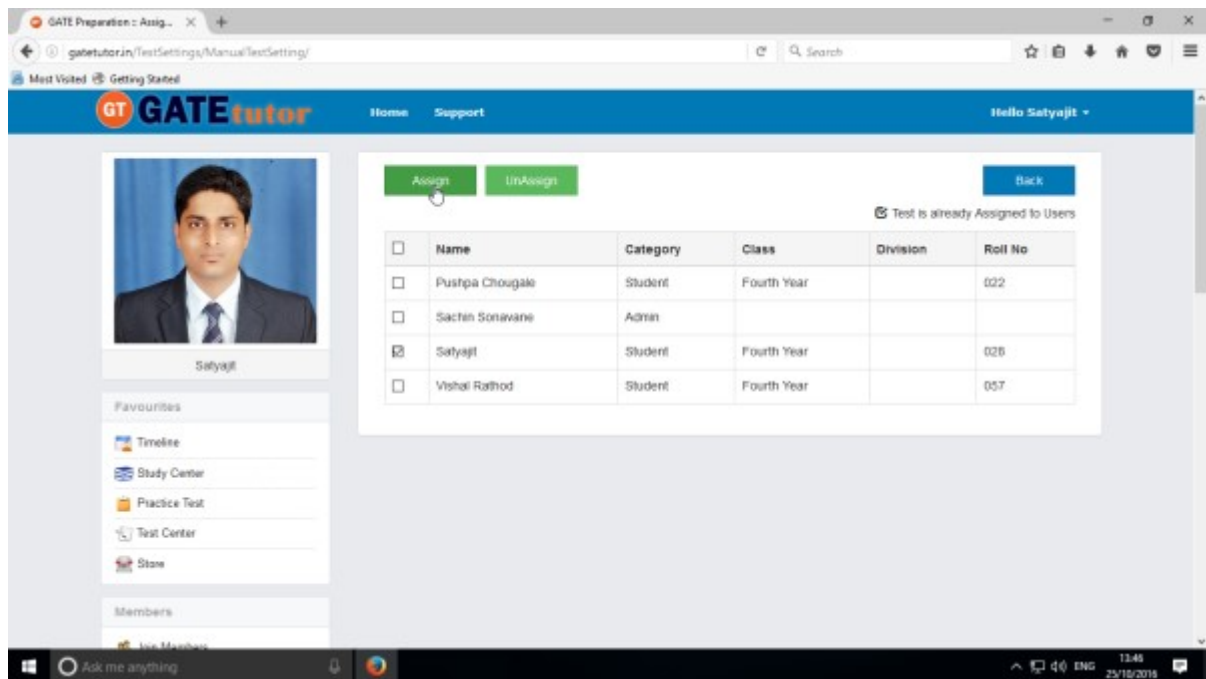 GATE Preparation :: Assig...
gatetutor.in/TestSettings/ManualTestSetting/
Search
Most Visited Getting Started
GT GATEtutor Home Support Hello Satyajit
Assign UnAssign Back
Test is already Assigned to Users
Name Category Class Division Roll No
Pushpa Chougale Student Fourth Year 022
Sachin Sonavane Admin
Satyajit Student Fourth Year 028
Vishal Rathod Student Fourth Year 057
Satyajit
Favourites
Timeline
Study Center
Practice Test
Test Center
Store
Members
Join Members
Ask me anything
ENG
13:46
25/10/2016